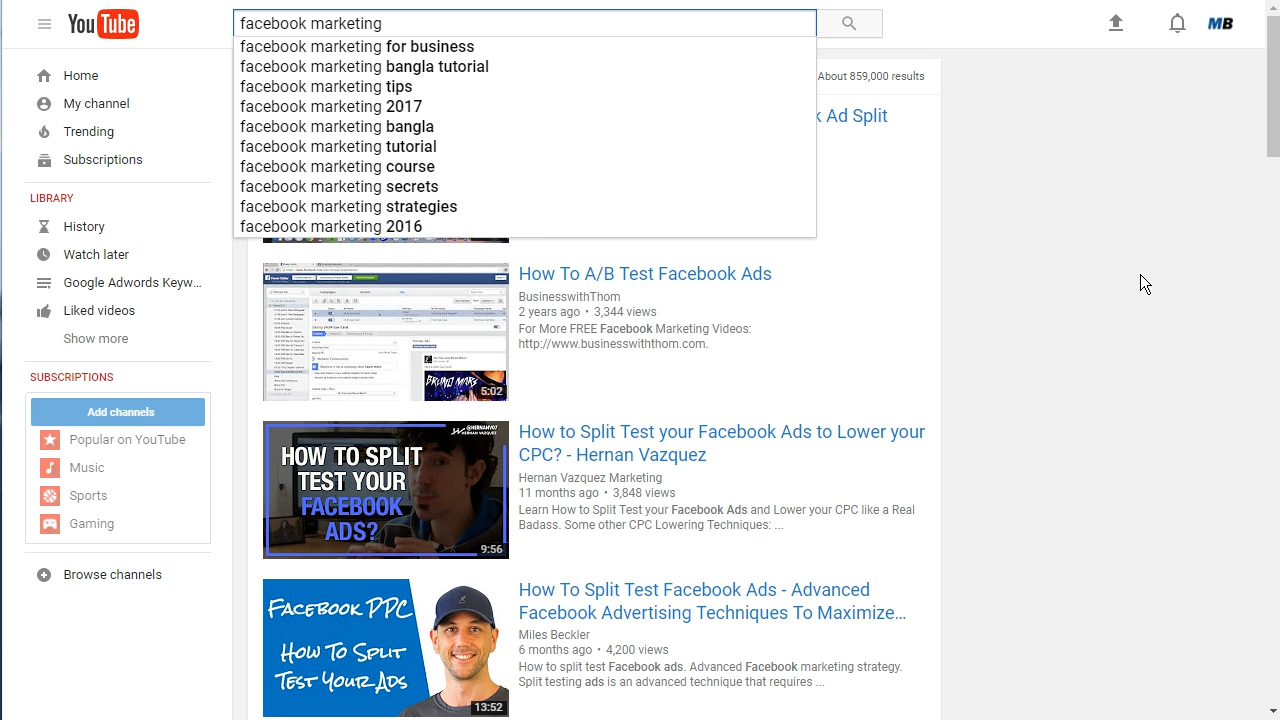 YouTube
facebook marketing
MB
facebook marketing for business
facebook marketing bangla tutorial
facebook marketing tips
facebook marketing 2017
facebook marketing bangla
facebook marketing tutorial
facebook marketing course
facebook marketing secrets
facebook marketing strategies
facebook marketing 2016
About 859,000 results
Ad Split
Home
My channel
Trending
Subscriptions
LIBRARY
History
Watch later
Google Adwords Keyw...
Liked videos
Show more
SUBSCRIPTIONS
Add channels
Popular on YouTube
Music
Sports
Gaming
Browse channels
5:02
How To A/B Test Facebook Ads
BusinesswithThom
2 years ago • 3,344 views
For More FREE Facebook Marketing videos:
http://www.businesswiththom.com.
@HERNANV07
HERNAN VAZQUEZ
HOW TO SPLIT
TEST YOUR
FACEBOOK
ADS?
9:56
How to Split Test your Facebook Ads to Lower your
CPC? - Hernan Vazquez
Hernan Vazquez Marketing
11 months ago • 3,848 views
Learn How to Split Test your Facebook Ads and Lower your CPC like a Real
Badass. Some other CPC Lowering Techniques: ...
FACEBOOK PPC
HOW TO SPLIT
TEST YOUR ADS
13:52
How To Split Test Facebook Ads - Advanced
Facebook Advertising Techniques To Maximize...
Miles Beckler
6 months ago • 4,200 views
How to split test Facebook ads. Advanced Facebook marketing strategy.
Split testing ads is an advanced technique that requires ...